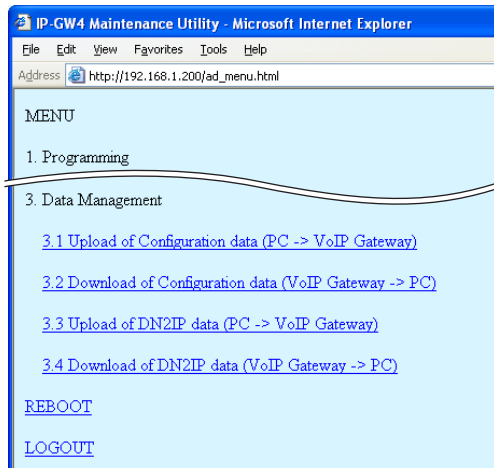 IP-GW4 Maintenance Utility - Microsoft Internet Explorer
File Edit View Favorites Tools Help
Address http://192.168.1.200/ad_menu.html
MENU
1. Programming
3. Data Management
3.1 Upload of Configuration data (PC -> VoIP Gateway)
3.2 Download of Configuration data (VoIP Gateway -> PC)
3.3 Upload of DN2IP data (PC -> VoIP Gateway)
3.4 Download of DN2IP data (VoIP Gateway -> PC)
REBOOT
LOGOUT